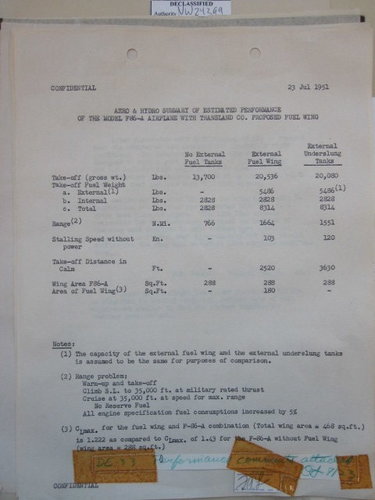 DECLASSIFIED
Authority NW 24269
CONFIDENTIAL 23 Jul 1951
AERO & HYDRO SUMMARY OF ESTIMATED PERFORMANCE
OF THE MODEL F86-A AIRPLANE WITH TRANSLAND CO. PROPOSED FUEL WING
No External Fuel Tanks External Fuel Wing External Underslung Tanks
Take-off (gross wt.) Lbs. 13,700 20,536 20,080
Take-off Fuel Weight
a. External(1) Lbs. - 5486 5486(1)
b. Internal Lbs. 2828 2828 2828
c. Total Lbs. 2828 8314 8314
Range(2) N.Mi. 766 1664 1551
Stalling Speed without power Kn. - 103 120
Take-off Distance in Calm Ft. - 2520 3630
Wing Area F86-A Sq.Ft. 288 288 288
Area of Fuel Wing(3) Sq.Ft. - 180 -
Notes:
(1) The capacity of the external fuel wing and the external underslung tanks
is assumed to be the same for purposes of comparison.
(2) Range problem:
Warm-up and take-off
Climb S.L. to 35,000 ft. at military rated thrust
Cruise at 35,000 ft. at speed for max. range
No Reserve Fuel
All engine specification fuel consumptions increased by 5%
(3) CLmax. for the fuel wing and F-86-A combination (Total wing area = 468 sq.ft.)
is 1.222 as compared to CLmax. of 1.43 for the F-86-A without Fuel Wing
(wing area = 288 sq.ft.)
Performance comments attached
CONFIDENTIAL